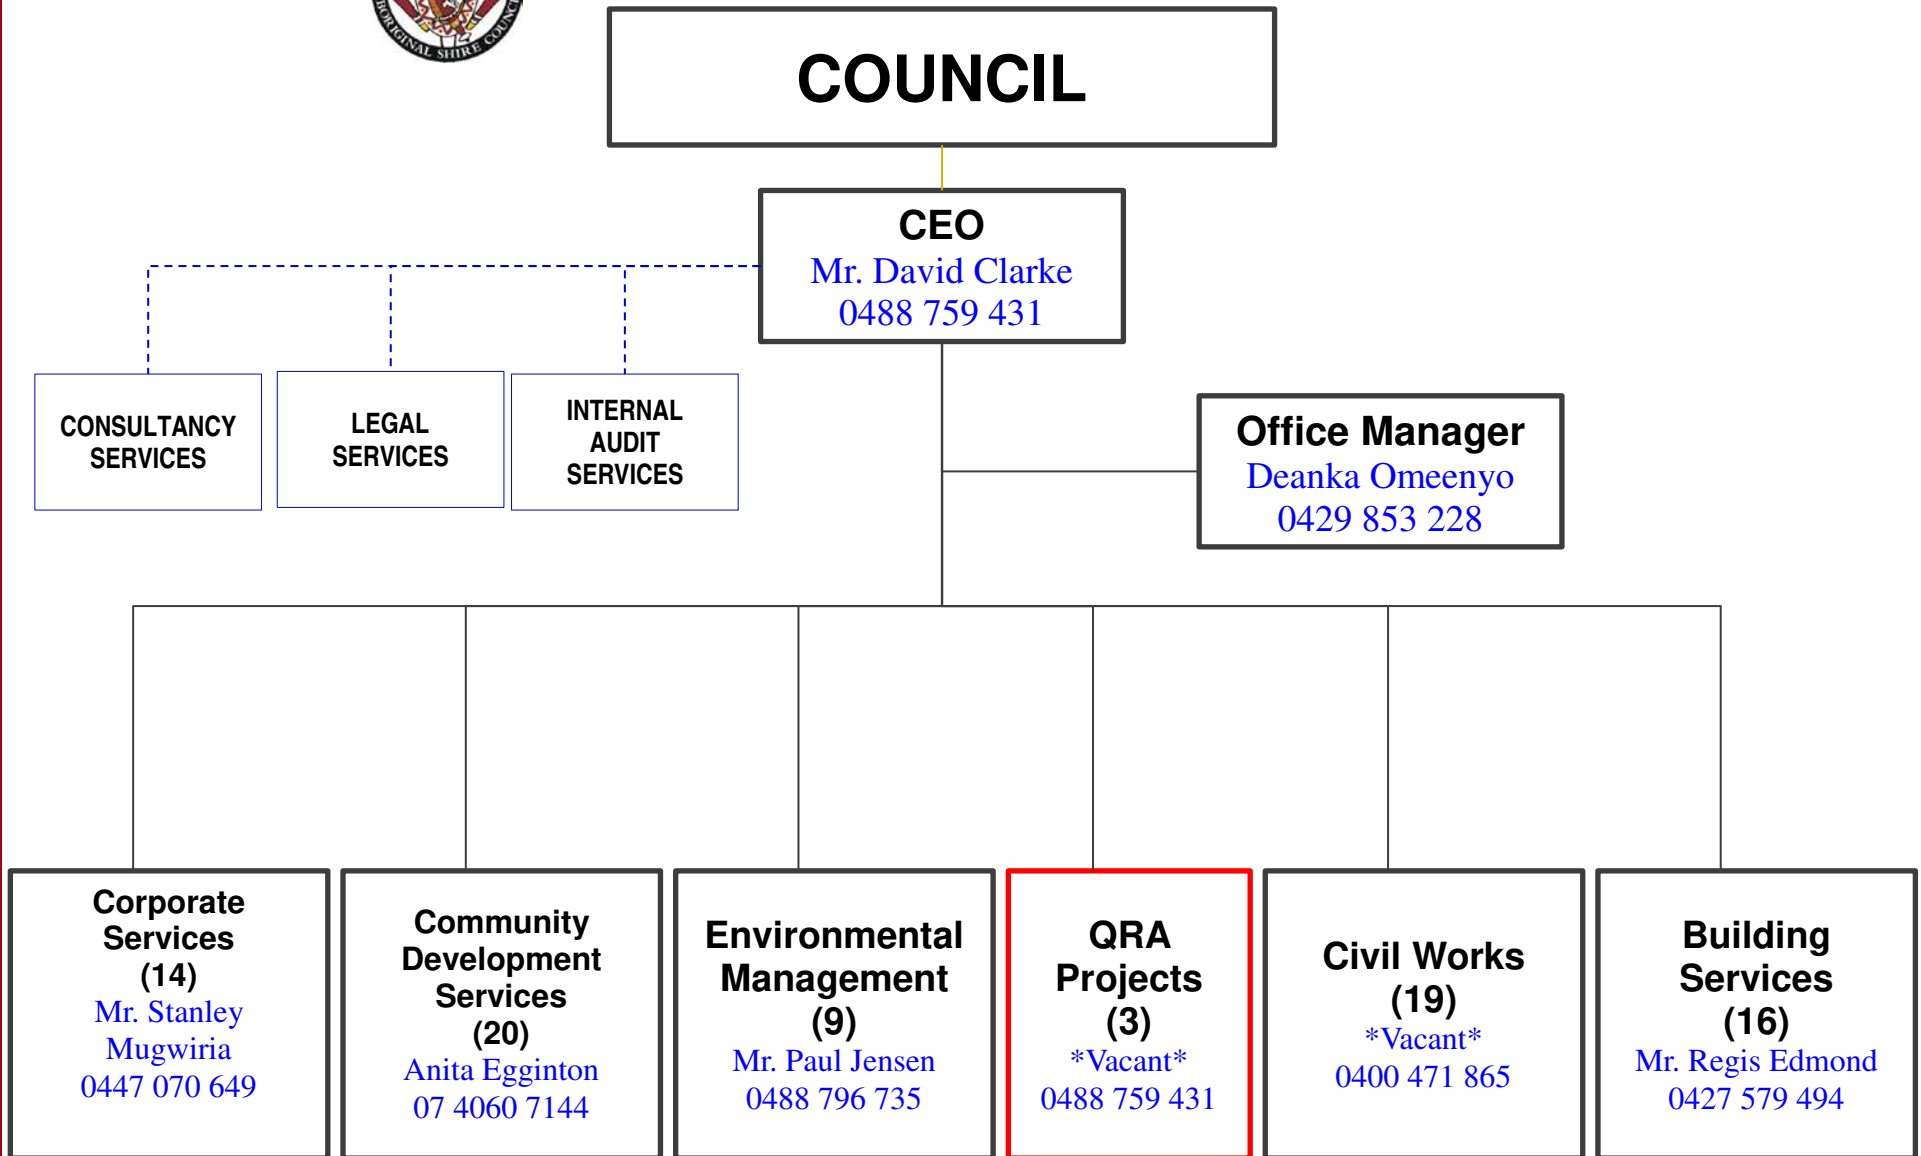 BORIGINAL SHIRE COUNC
COUNCIL
CEO
Mr. David Clarke
0488 759 431
CONSULTANCY
SERVICES
LEGAL
SERVICES
INTERNAL
AUDIT
SERVICES
Office Manager
Deanka Omeenyo
0429 853 228
Corporate
Services
(14)
Mr. Stanley
Mugwiria
0447 070 649
Community
Development
Services
(20)
Anita Egginton
07 4060 7144
Environmental
Management
(9)
Mr. Paul Jensen
0488 796 735
QRA
Projects
(3)
*Vacant*
0488 759 431
Civil Works
(19)
*Vacant*
0400 471 865
Building
Services
(16)
Mr. Regis Edmond
0427 579 494